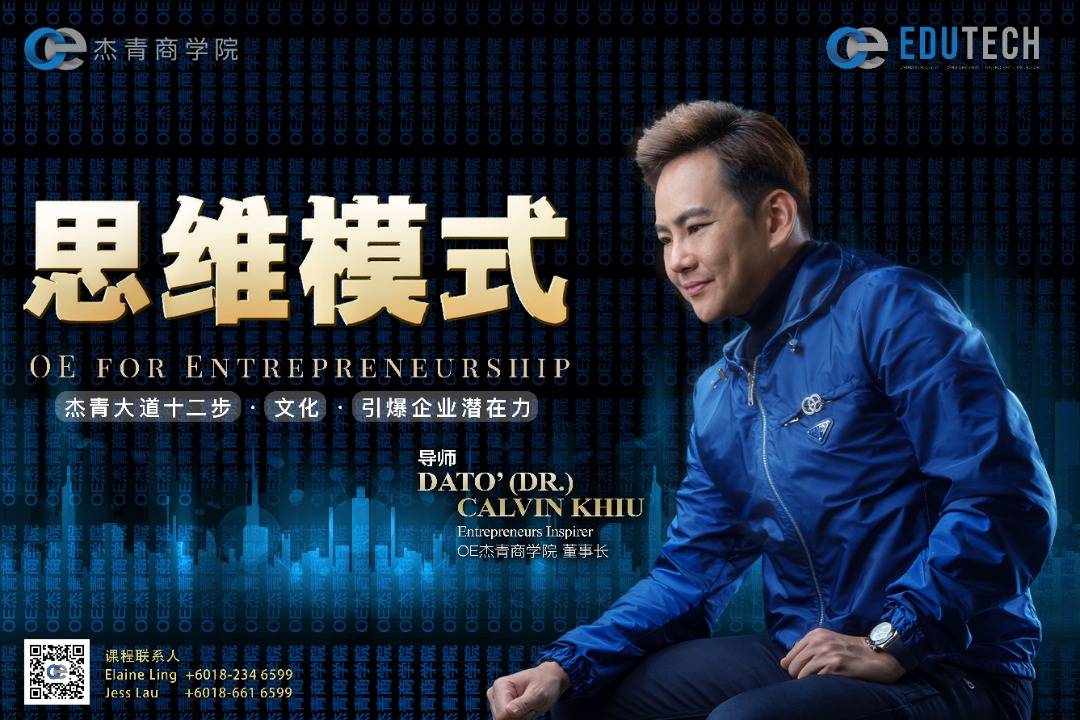 oe 杰青商学院
oe EDUTECH
思维模式
OE FOR ENTREPRENEURSHIP
杰青大道十二步 · 文化 · 引爆企业潜在力
导师
DATO' (DR.)
CALVIN KHIU
Entrepreneurs Inspirer
OE杰青商学院 董事长
课程联系人
Elaine Ling +6018-234 6599
Jess Lau +6018-661 6599